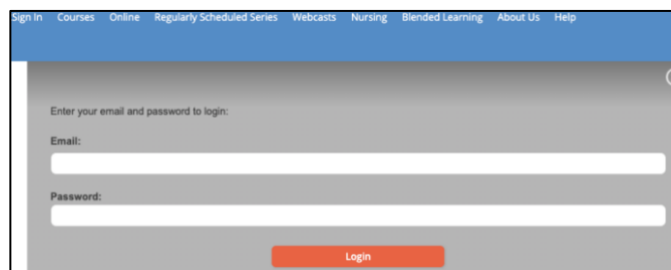 Sign In Courses Online Regularly Scheduled Series Webcasts Nursing Blended Learning About Us Help
Enter your email and password to login:
Email:
Password:
Login